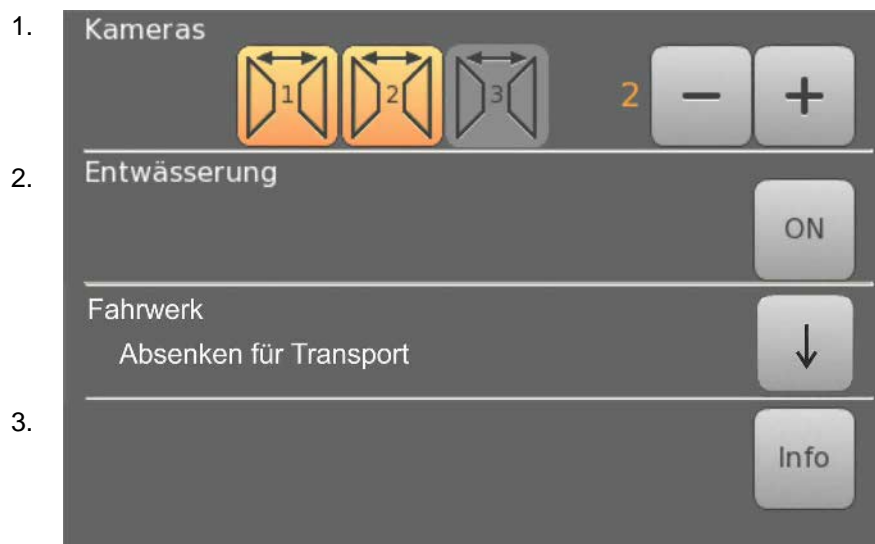 1.
Kameras
1 2 3 2 − +
2.
Entwässerung
ON
Fahrwerk
Absenken für Transport ↓
3.
Info